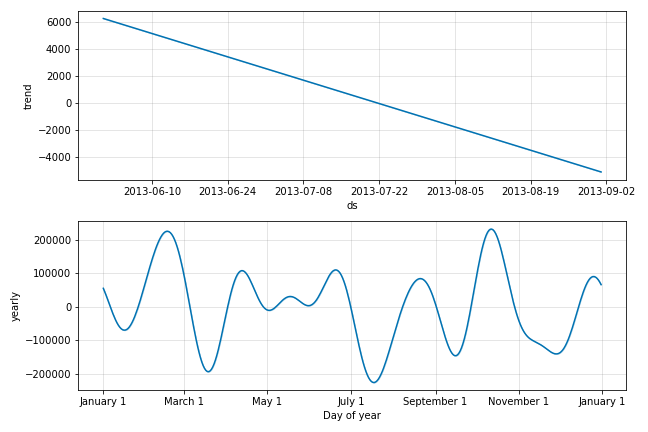 6000
4000
2000
0
−2000
−4000
trend
2013-06-10 2013-06-24 2013-07-08 2013-07-22 2013-08-05 2013-08-19 2013-09-02
ds
200000
100000
0
−100000
−200000
yearly
January 1 March 1 May 1 July 1 September 1 November 1 January 1
Day of year